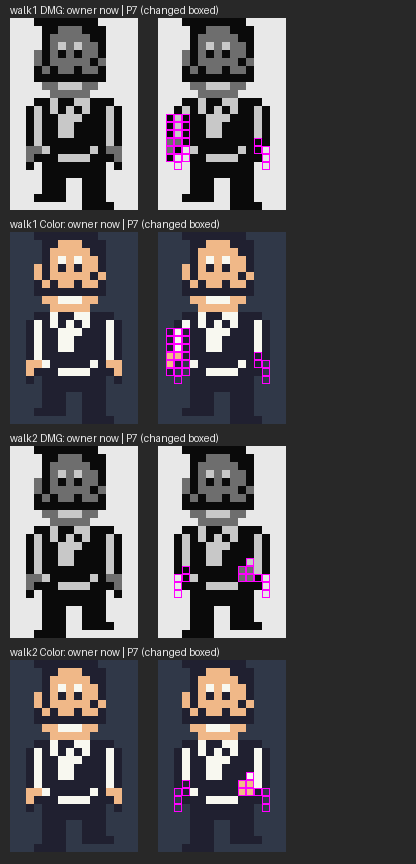 walk1 DMG: owner now | P7 (changed boxed)
walk1 Color: owner now | P7 (changed boxed)
walk2 DMG: owner now | P7 (changed boxed)
walk2 Color: owner now | P7 (changed boxed)